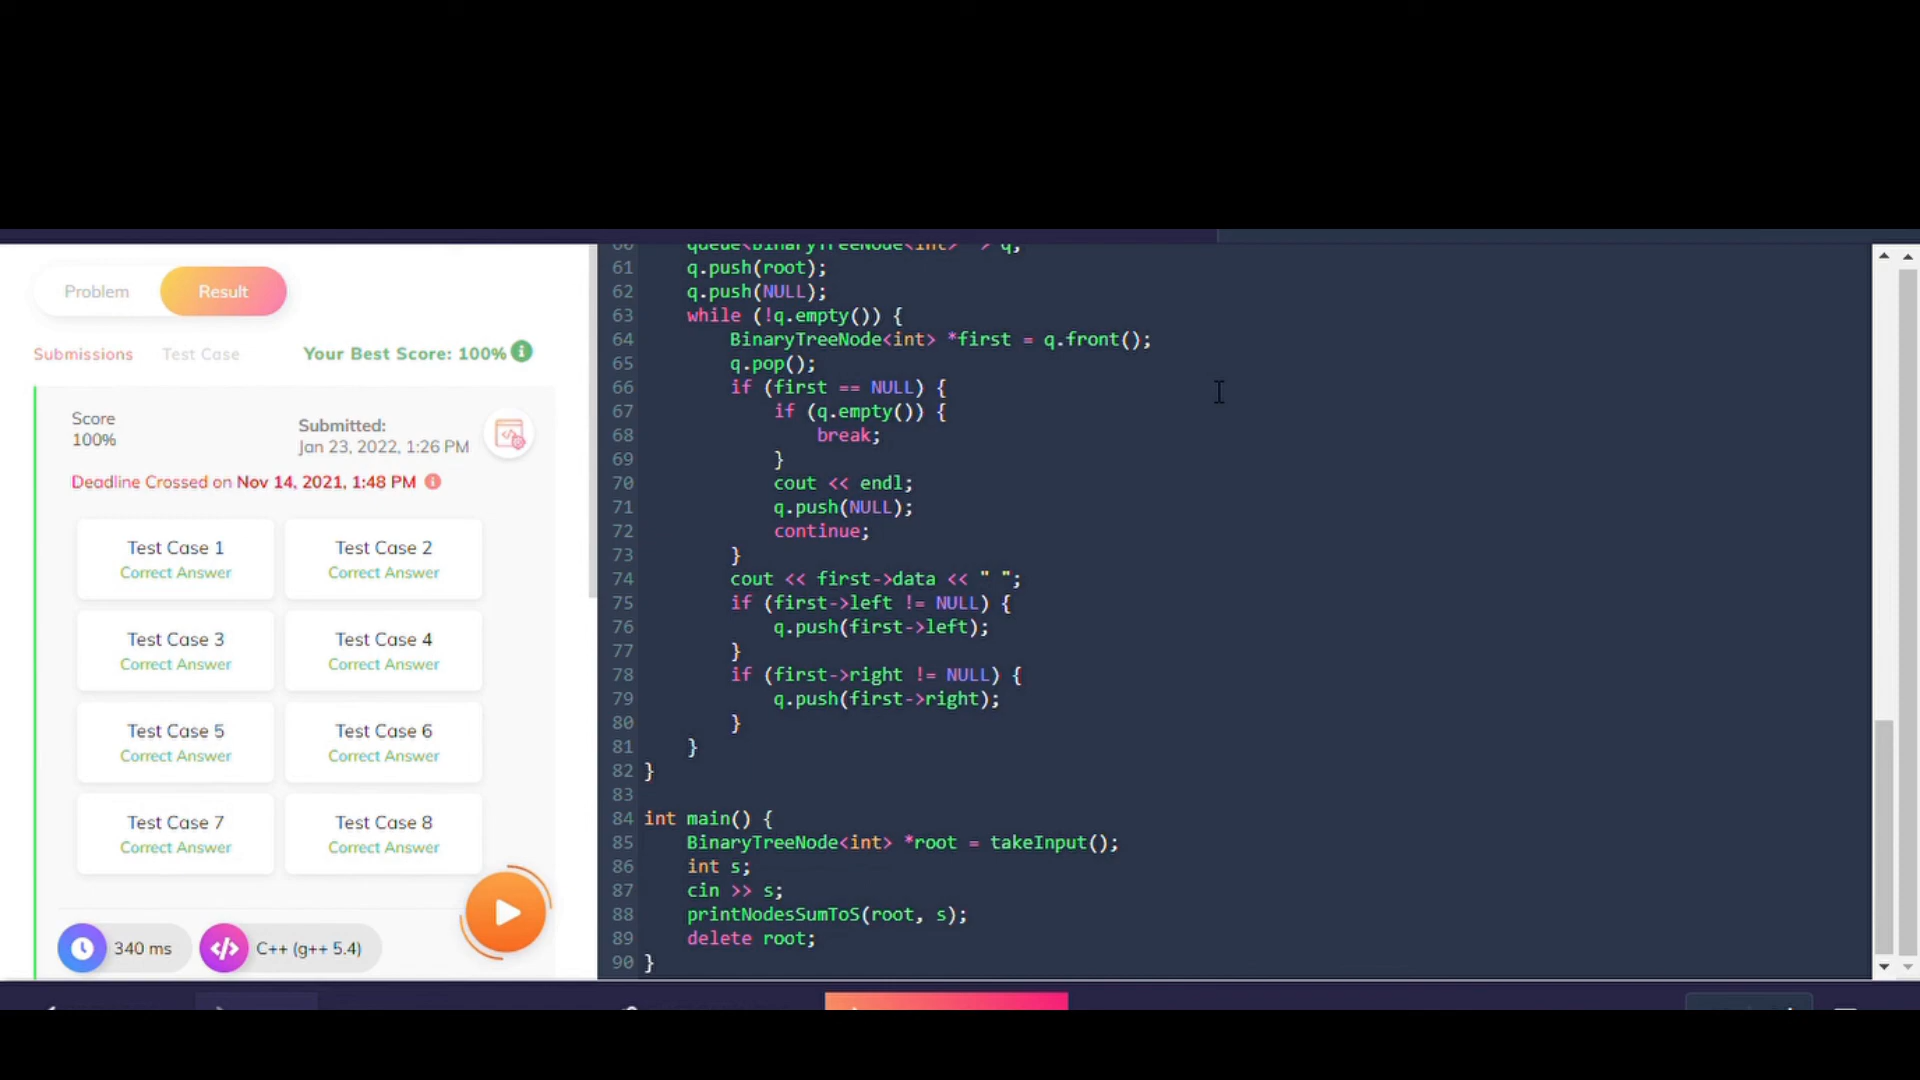 Problem
Result
Submissions
Test Case
Your Best Score: 100%
Score
100%
Submitted:
Jan 23, 2022, 1:26 PM
Deadline Crossed on Nov 14, 2021, 1:48 PM
Test Case 1
Correct Answer
Test Case 2
Correct Answer
Test Case 3
Correct Answer
Test Case 4
Correct Answer
Test Case 5
Correct Answer
Test Case 6
Correct Answer
Test Case 7
Correct Answer
Test Case 8
Correct Answer
340 ms
C++ (g++ 5.4)
60 queue<BinaryTreeNode<int> *> q;
61 q.push(root);
62 q.push(NULL);
63 while (!q.empty()) {
64 BinaryTreeNode<int> *first = q.front();
65 q.pop();
66 if (first == NULL) {
67 if (q.empty()) {
68 break;
69 }
70 cout << endl;
71 q.push(NULL);
72 continue;
73 }
74 cout << first->data << " ";
75 if (first->left != NULL) {
76 q.push(first->left);
77 }
78 if (first->right != NULL) {
79 q.push(first->right);
80 }
81 }
82 }
83
84 int main() {
85 BinaryTreeNode<int> *root = takeInput();
86 int s;
87 cin >> s;
88 printNodesSumToS(root, s);
89 delete root;
90 }